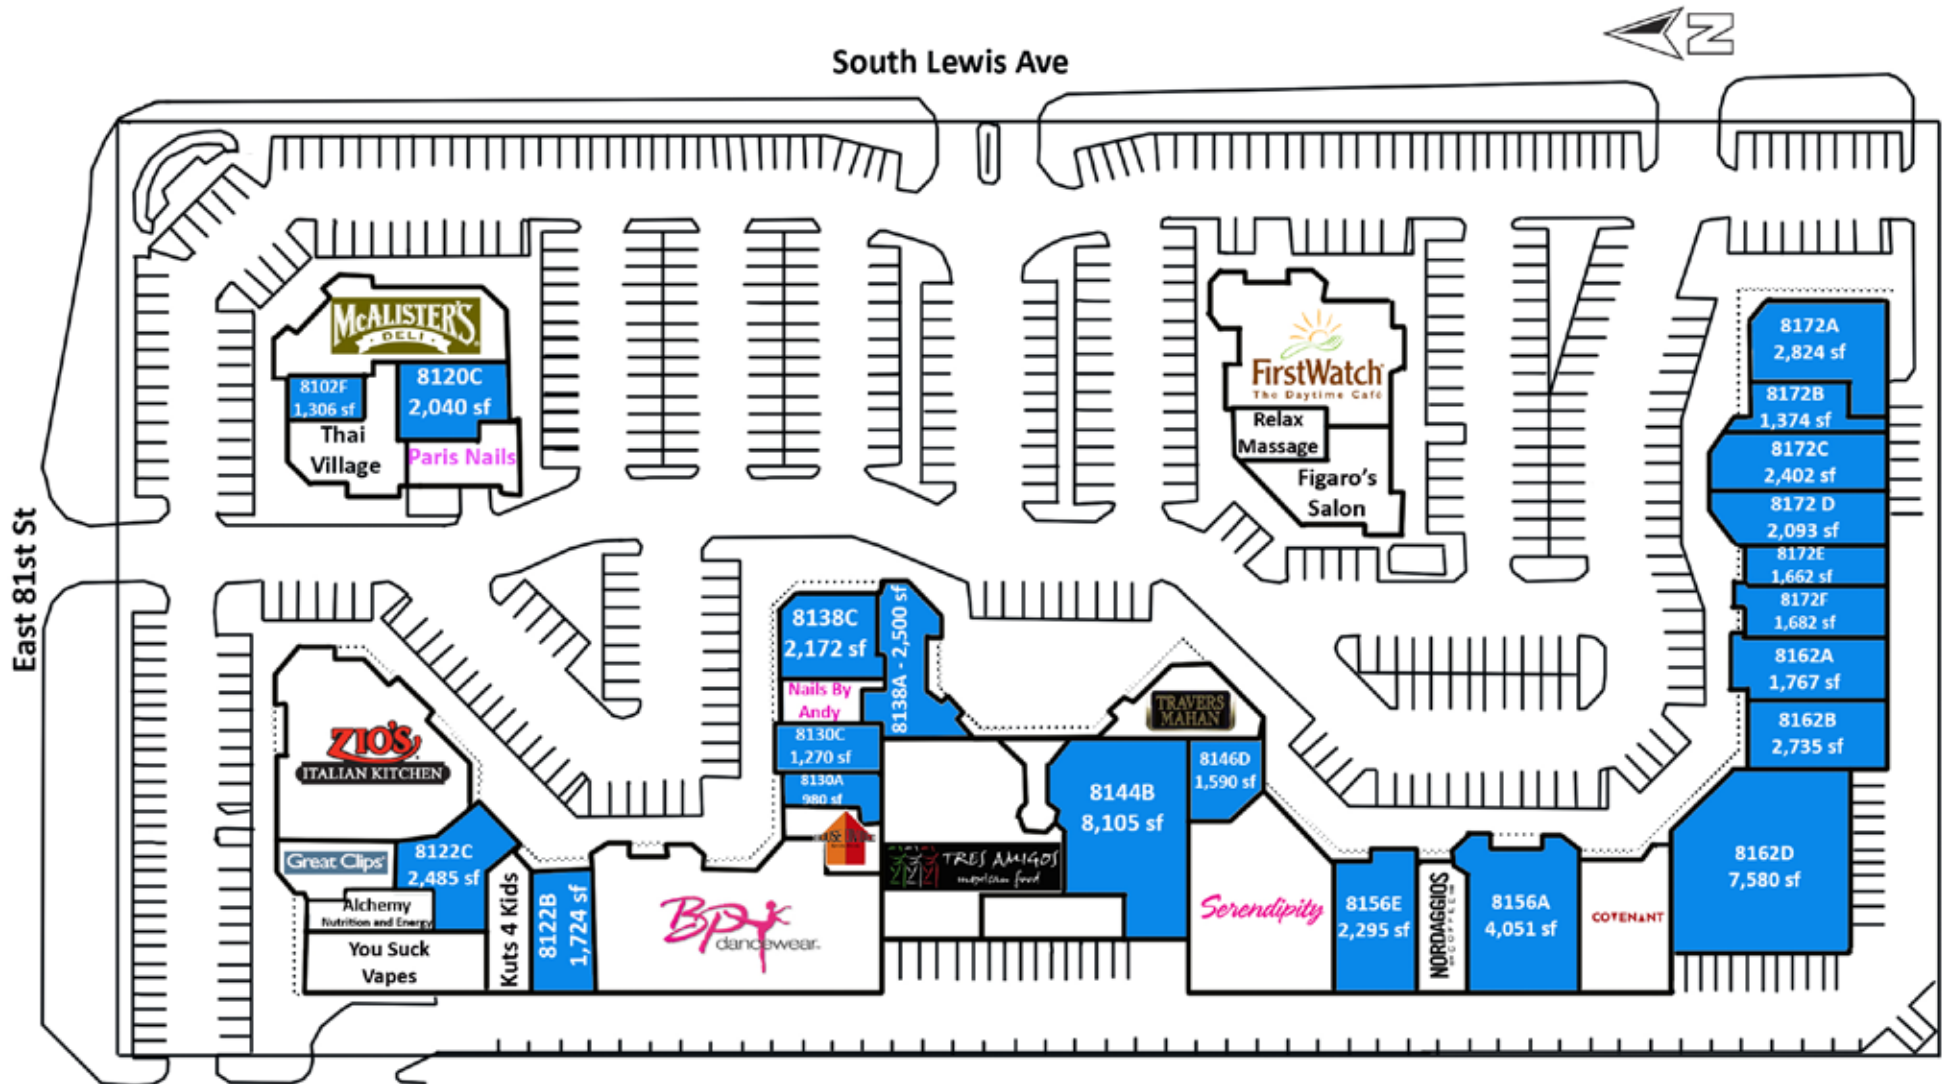 N
South Lewis Ave
East 81st St
McALISTER'S
DELI
8102F
1,306 sf
8120C
2,040 sf
Thai
Village
Paris Nails
FirstWatch
The Daytime Café
Relax
Massage
Figaro's
Salon
8172A
2,824 sf
8172B
1,374 sf
8172C
2,402 sf
8172 D
2,093 sf
8172E
1,662 sf
8172F
1,682 sf
8162A
1,767 sf
8162B
2,735 sf
8162D
7,580 sf
8138C
2,172 sf
8138A - 2,500 sf
Nails By
Andy
8130C
1,270 sf
8130A
980 sf
TRAVERS
MAHAN
8146D
1,590 sf
8144B
8,105 sf
TRES AMIGOS
mexican food
ZIO'S
ITALIAN KITCHEN
Great Clips
8122C
2,485 sf
Alchemy
Nutrition and Energy
You Suck
Vapes
Kuts 4 Kids
8122B
1,724 sf
BP
dancewear
Serendipity
8156E
2,295 sf
NORDAGGIOS
8156A
4,051 sf
COVENANT